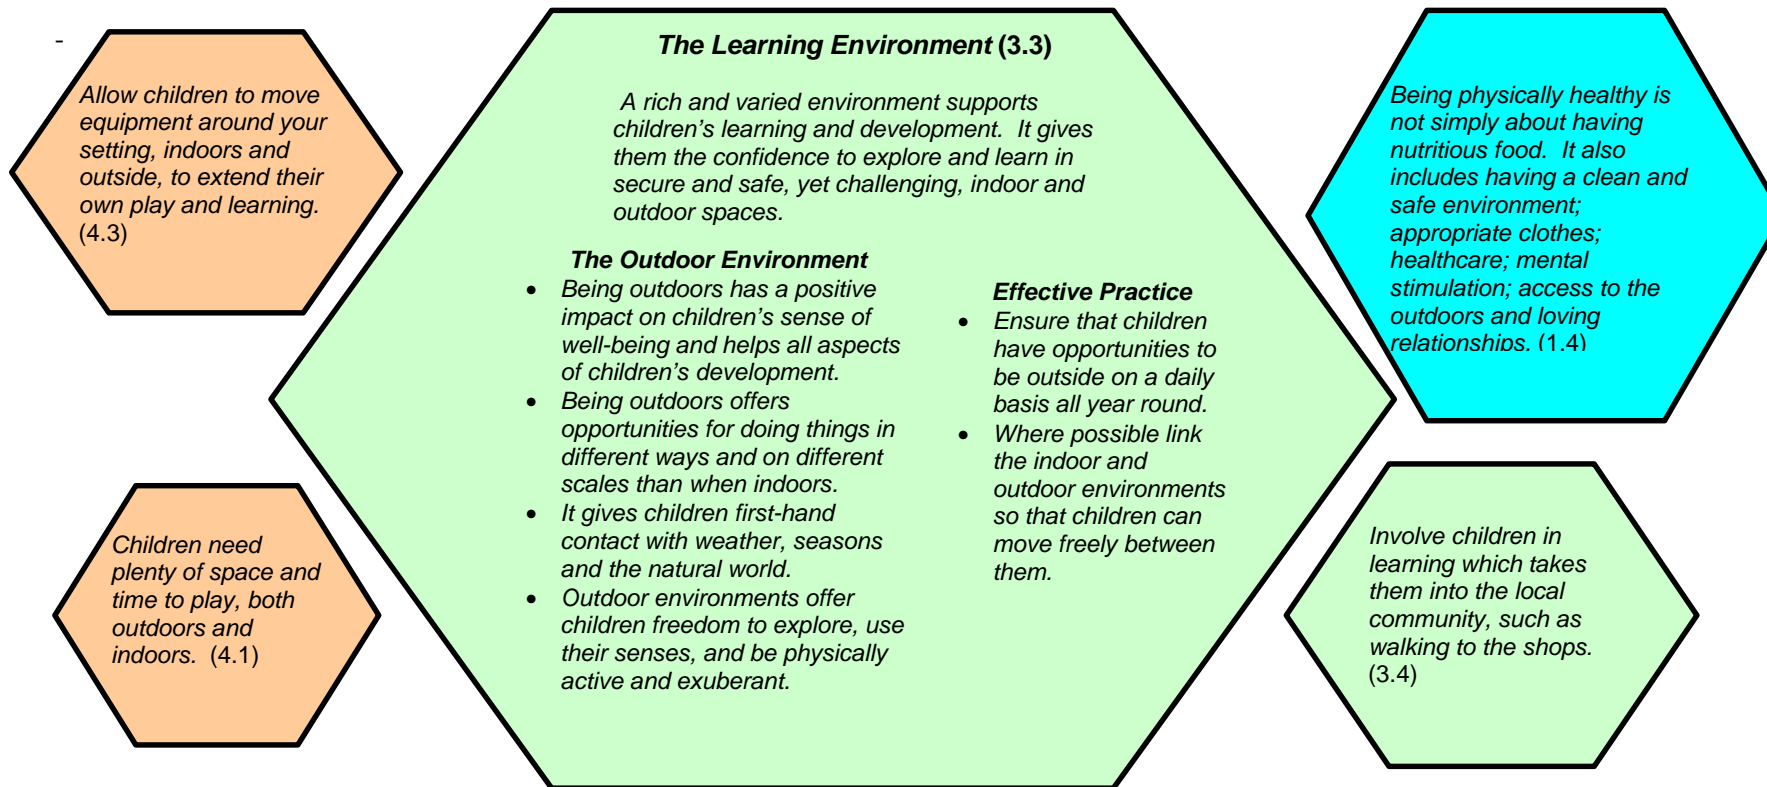 -
Allow children to move
equipment around your
setting, indoors and
outside, to extend their
own play and learning.
(4.3)
Children need
plenty of space and
time to play, both
outdoors and
indoors.  (4.1)
The Learning Environment (3.3)
A rich and varied environment supports
children’s learning and development.  It gives
them the confidence to explore and learn in
secure and safe, yet challenging, indoor and
outdoor spaces.
The Outdoor Environment
• Being outdoors has a positive
impact on children’s sense of
well-being and helps all aspects
of children’s development.
• Being outdoors offers
opportunities for doing things in
different ways and on different
scales than when indoors.
• It gives children first-hand
contact with weather, seasons
and the natural world.
• Outdoor environments offer
children freedom to explore, use
their senses, and be physically
active and exuberant.
Effective Practice
• Ensure that children
have opportunities to
be outside on a daily
basis all year round.
• Where possible link
the indoor and
outdoor environments
so that children can
move freely between
them.
Being physically healthy is
not simply about having
nutritious food.  It also
includes having a clean and
safe environment;
appropriate clothes;
healthcare; mental
stimulation; access to the
outdoors and loving
relationships. (1.4)
Involve children in
learning which takes
them into the local
community, such as
walking to the shops.
(3.4)